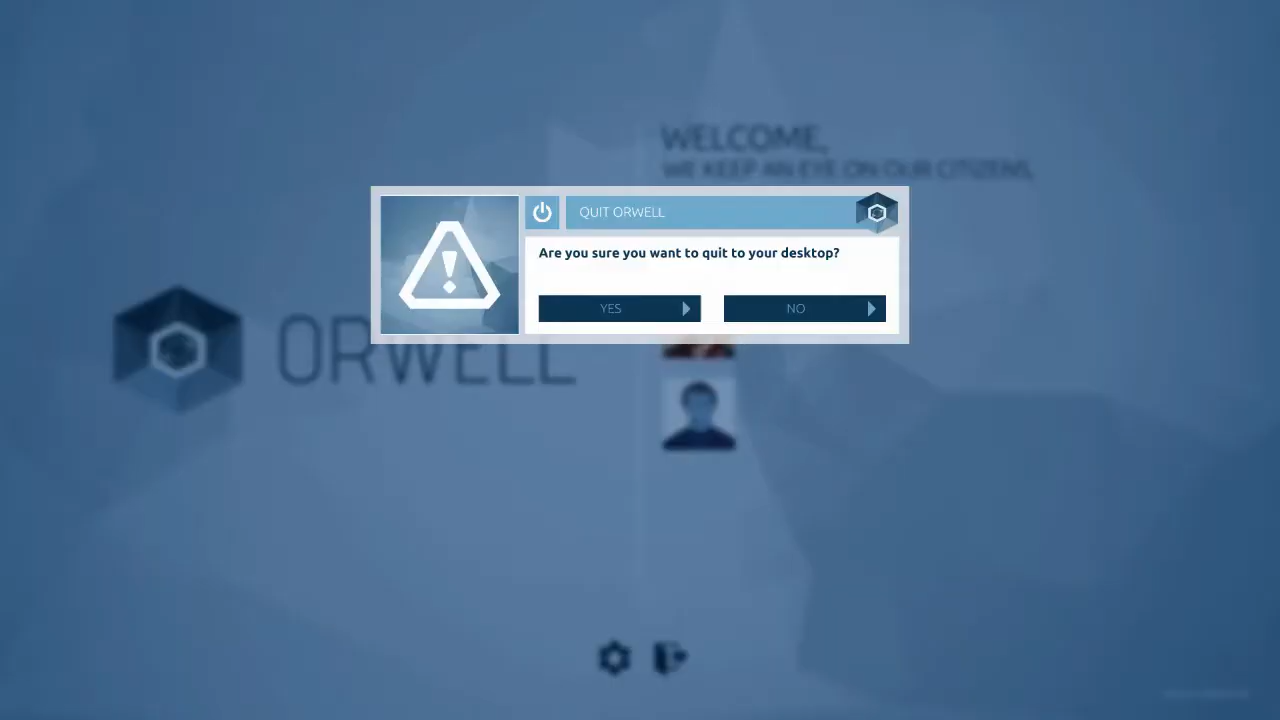 WELCOME,
WE KEEP AN EYE ON OUR CITIZENS.
QUIT ORWELL
Are you sure you want to quit to your desktop?
YES
NO
ORWELL